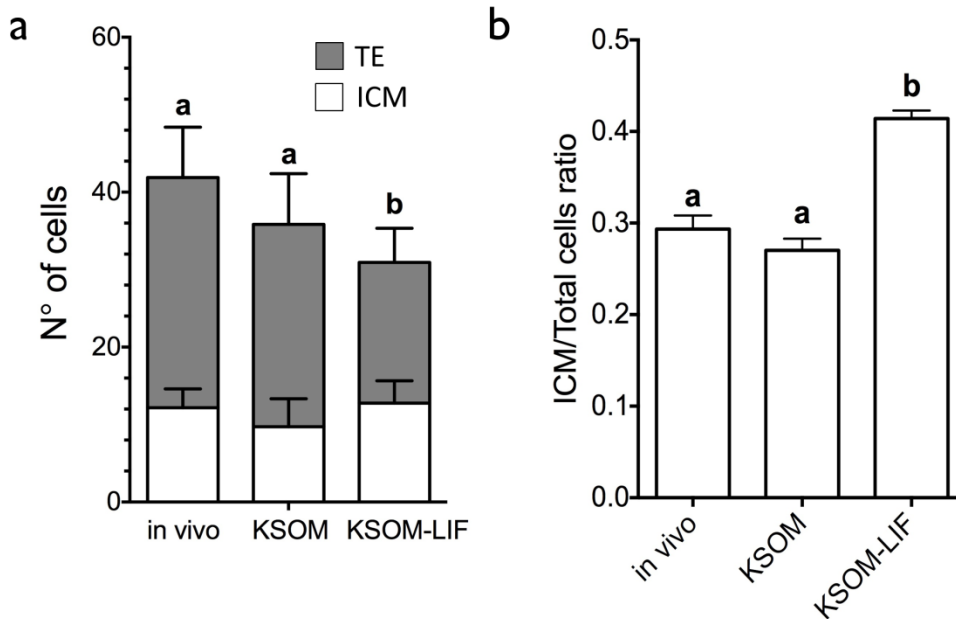 a
60
40
20
0
N° of cells
TE
ICM
a
a
b
in vivo
KSOM
KSOM-LIF
b
0.5
0.4
0.3
0.2
0.1
0.0
ICM/Total cells ratio
a
a
b
in vivo
KSOM
KSOM-LIF